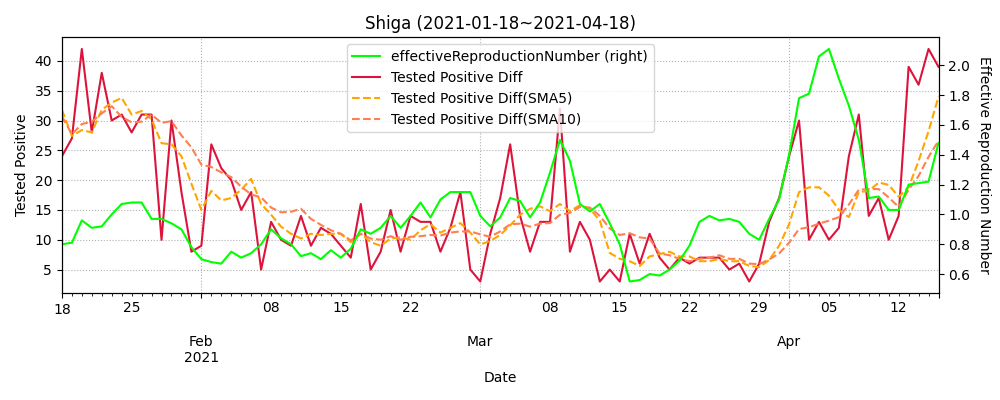 Shiga (2021-01-18~2021-04-18)
effectiveReproductionNumber (right)
Tested Positive Diff
Tested Positive Diff(SMA5)
Tested Positive Diff(SMA10)
Tested Positive
40
35
30
25
20
15
10
5
2.0
1.8
1.6
1.4
1.2
1.0
0.8
0.6
Effective Reproduction Number
18 25 08 15 22 08 15 22 29 05 12
Feb Mar Apr
2021
Date